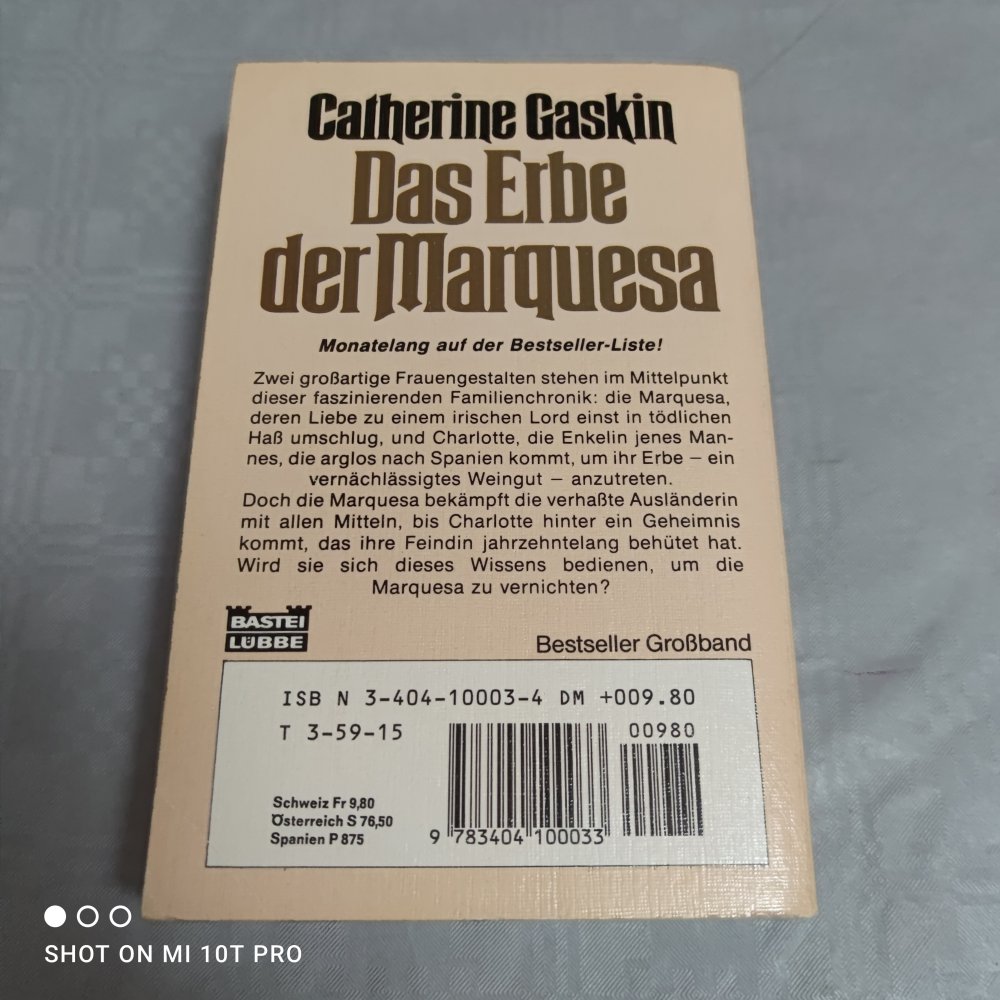 Catherine Gaskin
Das Erbe
der Marquesa
Monatelang auf der Bestseller-Liste!
Zwei großartige Frauengestalten stehen im Mittelpunkt
dieser faszinierenden Familienchronik: die Marquesa,
deren Liebe zu einem irischen Lord einst in tödlichen
Haß umschlug, und Charlotte, die Enkelin jenes Man-
nes, die arglos nach Spanien kommt, um ihr Erbe – ein
vernächlässigtes Weingut – anzutreten.
Doch die Marquesa bekämpft die verhaßte Ausländerin
mit allen Mitteln, bis Charlotte hinter ein Geheimnis
kommt, das ihre Feindin jahrzehntelang behütet hat.
Wird sie sich dieses Wissens bedienen, um die
Marquesa zu vernichten?
BASTEI
LÜBBE
Bestseller Großband
ISB N 3-404-10003-4 DM +009.80
T 3-59-15
00980
Schweiz Fr 9,80
Österreich S 76,50
Spanien P 875
9 783404 100033
SHOT ON MI 10T PRO